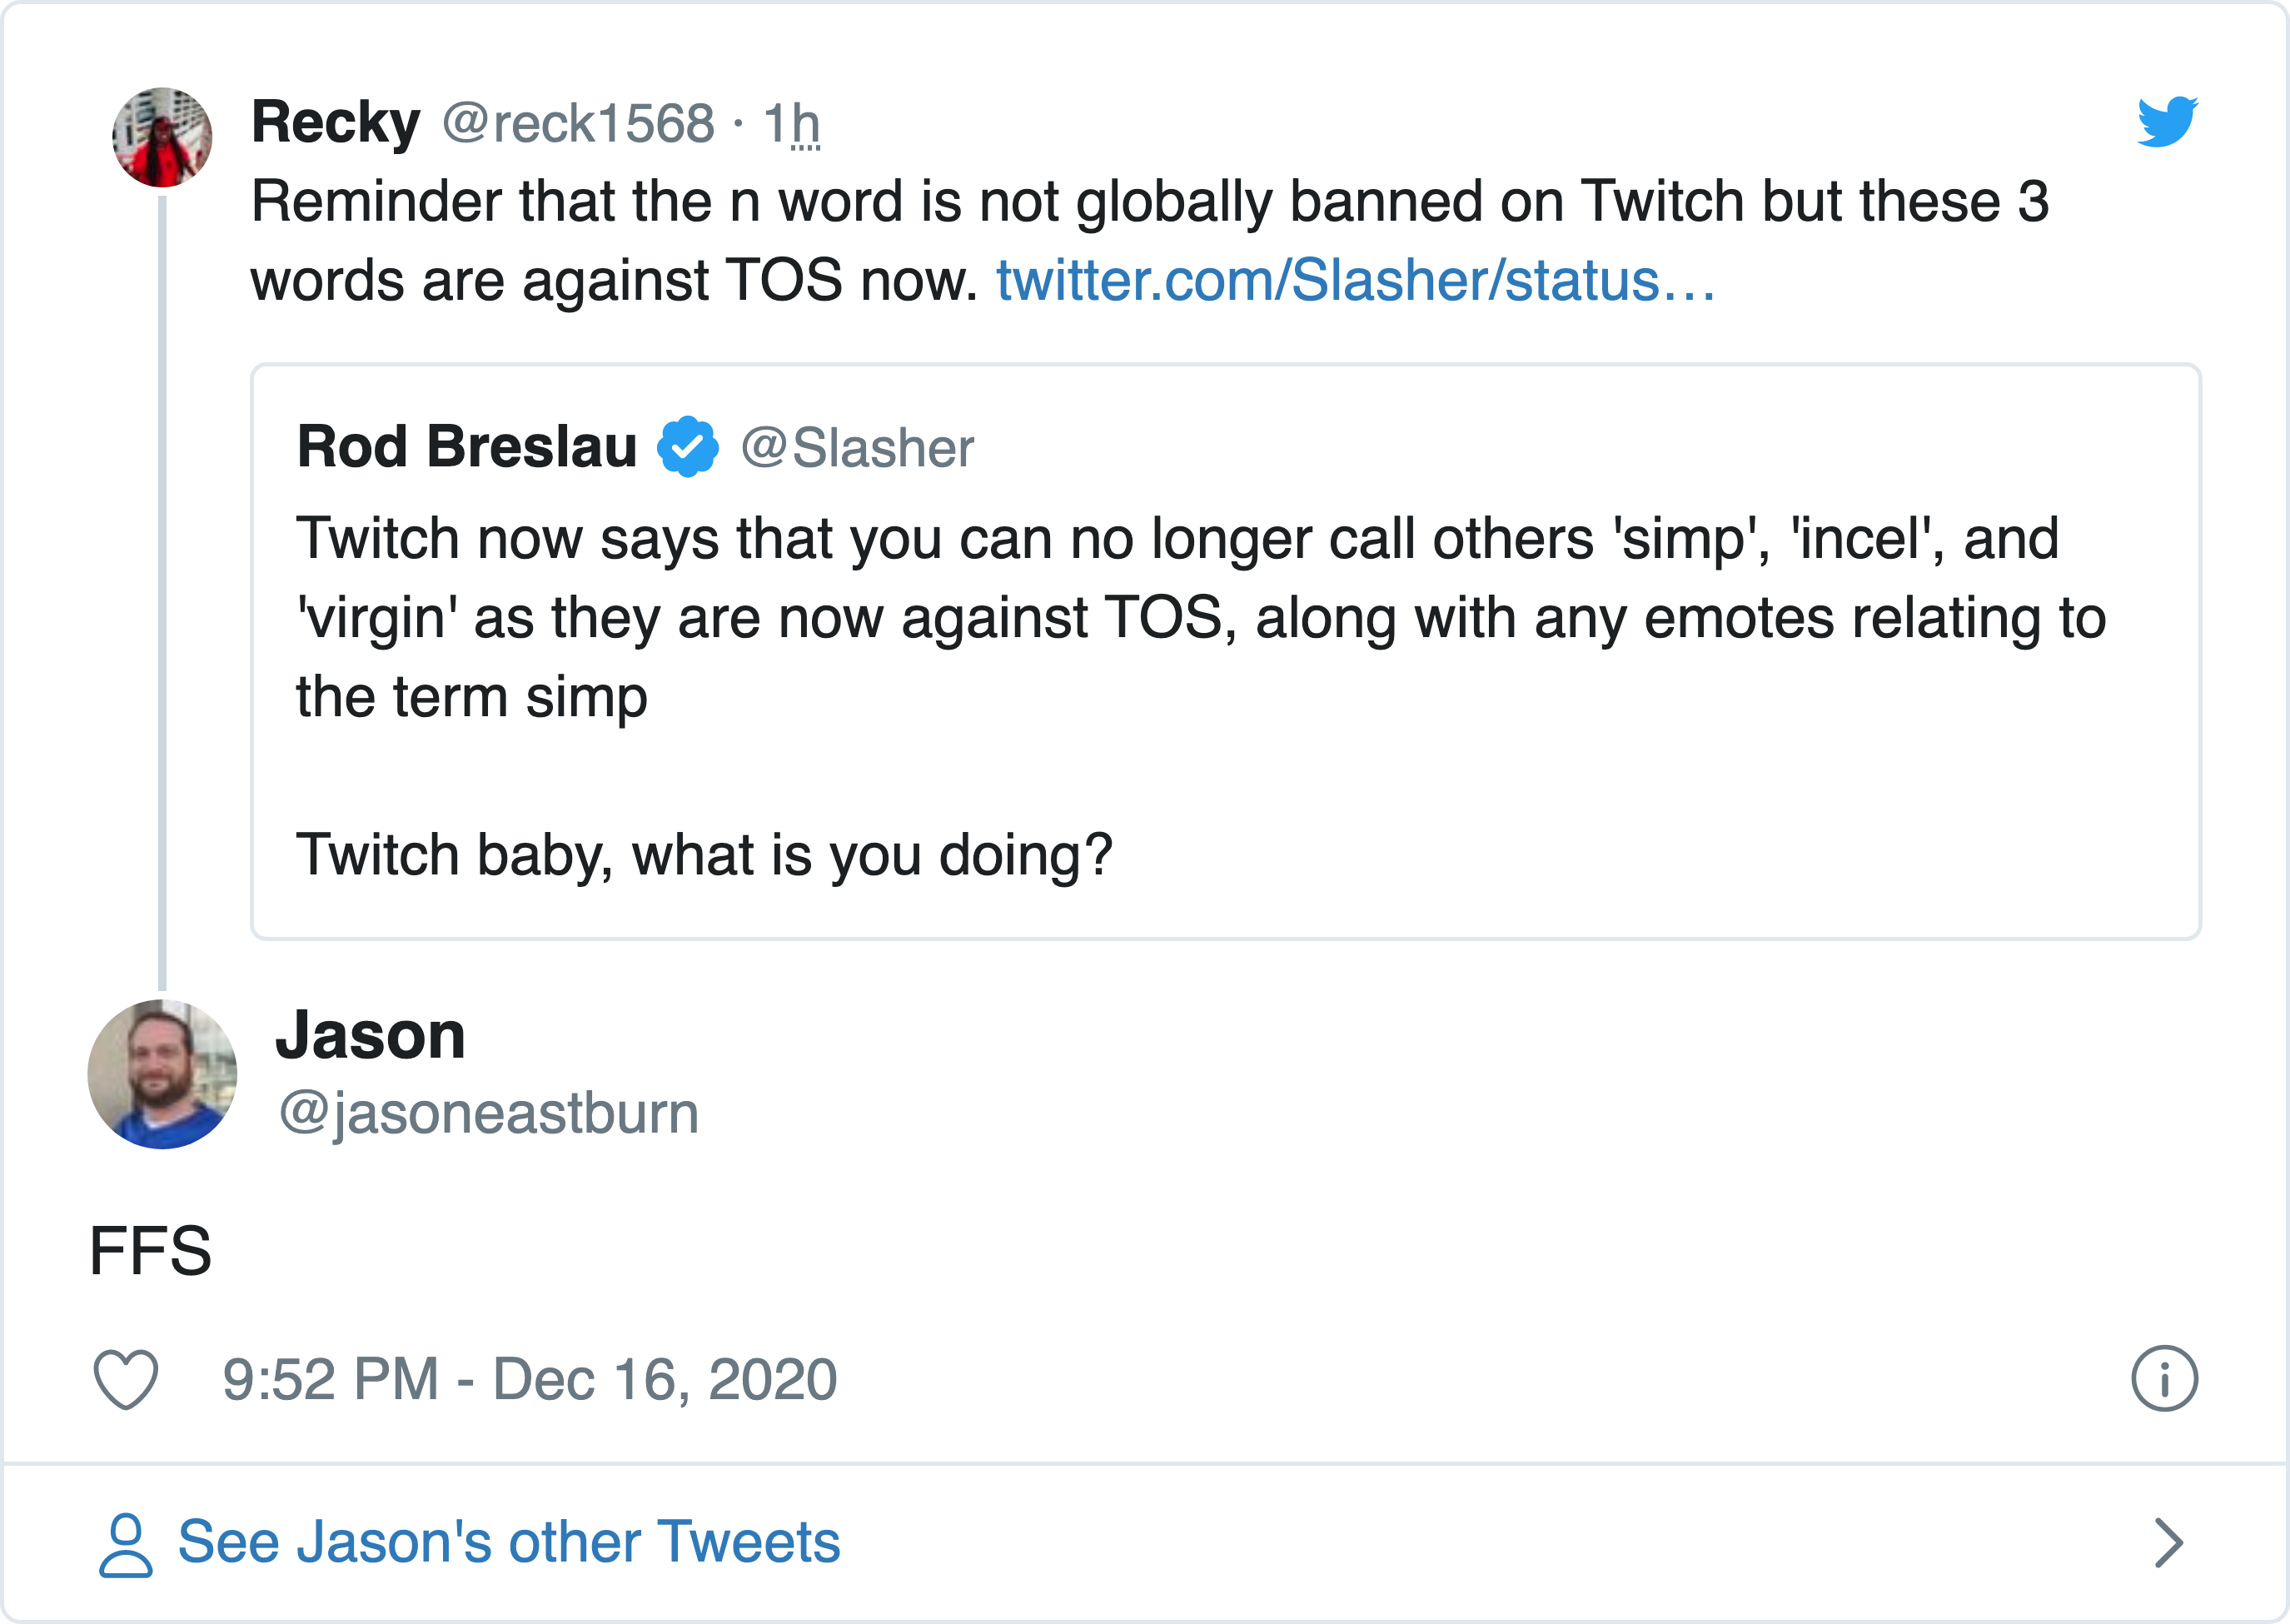 Recky @reck1568 · 1h
Reminder that the n word is not globally banned on Twitch but these 3
words are against TOS now. twitter.com/Slasher/status…
Rod Breslau @Slasher
Twitch now says that you can no longer call others 'simp', 'incel', and
'virgin' as they are now against TOS, along with any emotes relating to
the term simp
Twitch baby, what is you doing?
Jason
@jasoneastburn
FFS
9:52 PM - Dec 16, 2020
See Jason's other Tweets